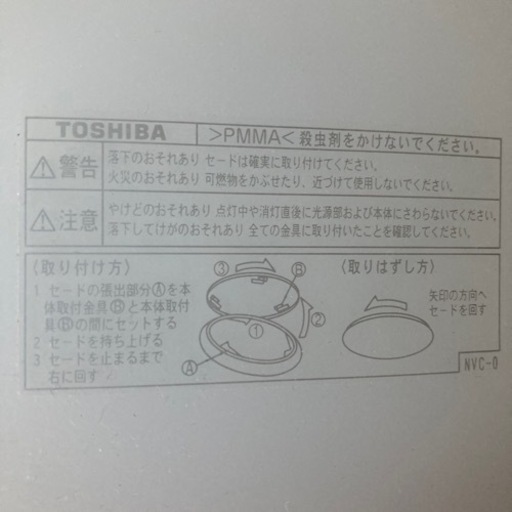 TOSHIBA >PMMA< 殺虫剤をかけないでください。
⚠警告 落下のおそれあり セードは確実に取り付けてください。
火災のおそれあり 可燃物をかぶせたり、近づけて使用しないでください。
⚠注意 やけどのおそれあり 点灯中や消灯直後に光源部および本体にさわらないでください。
落下してけがのおそれあり 全ての金具に取り付いたことを確認してください。
〈取り付け方〉
1 セードの張出部分Ⓐを本
体取付金具Ⓑと本体取付
具Ⓑの間にセットする
2 セードを持ち上げる
3 セードを止まるまで
右に回す
③
Ⓑ
①
②
Ⓐ
〈取りはずし方〉
矢印の方向へ
セードを回す
NVC-0